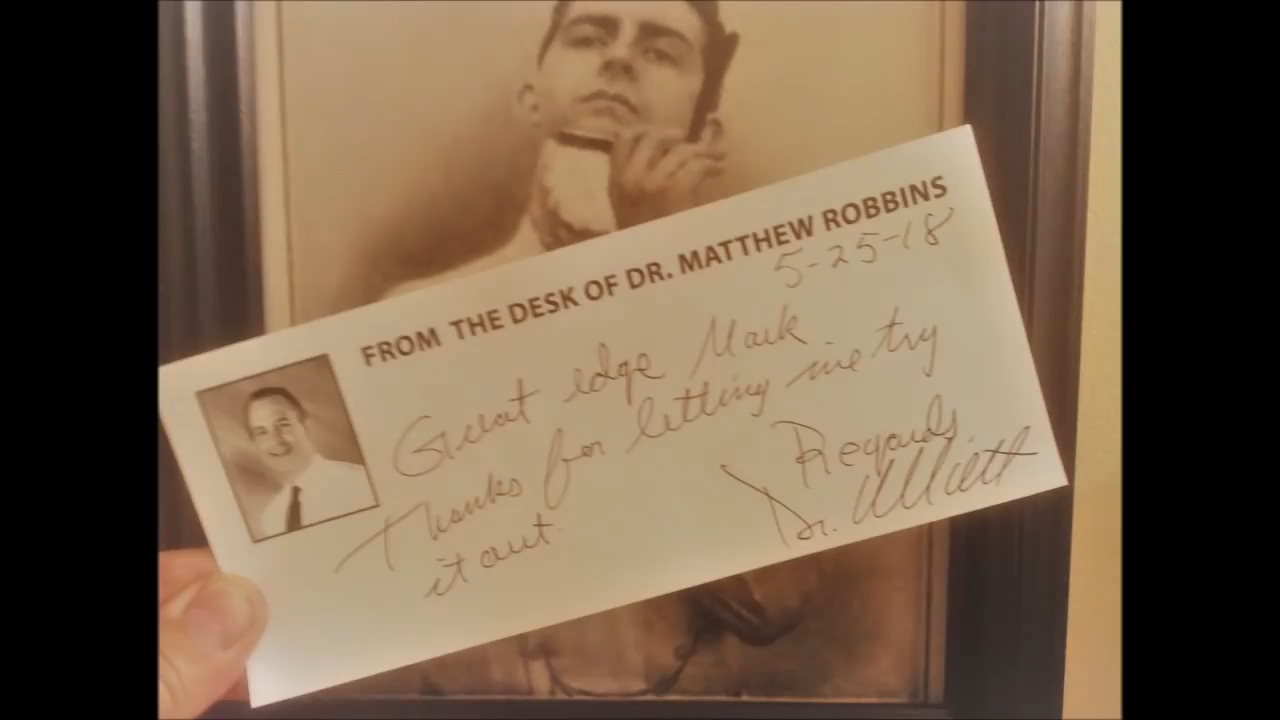 FROM THE DESK OF DR. MATTHEW ROBBINS
5-25-18
Great edge Mark
Thanks for letting me try
it out.
Regards,
Dr. Matt